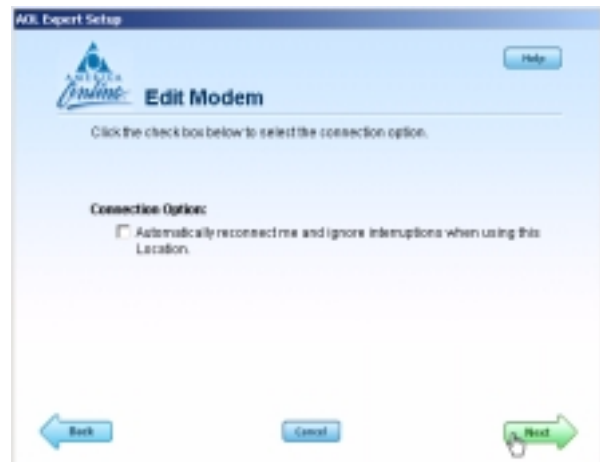 AOL Expert Setup
Help
AMERICA
Online
Edit Modem
Click the check box below to select the connection option.
Connection Option:
Automatically reconnect me and ignore interruptions when using this
Location.
Back
Cancel
Next